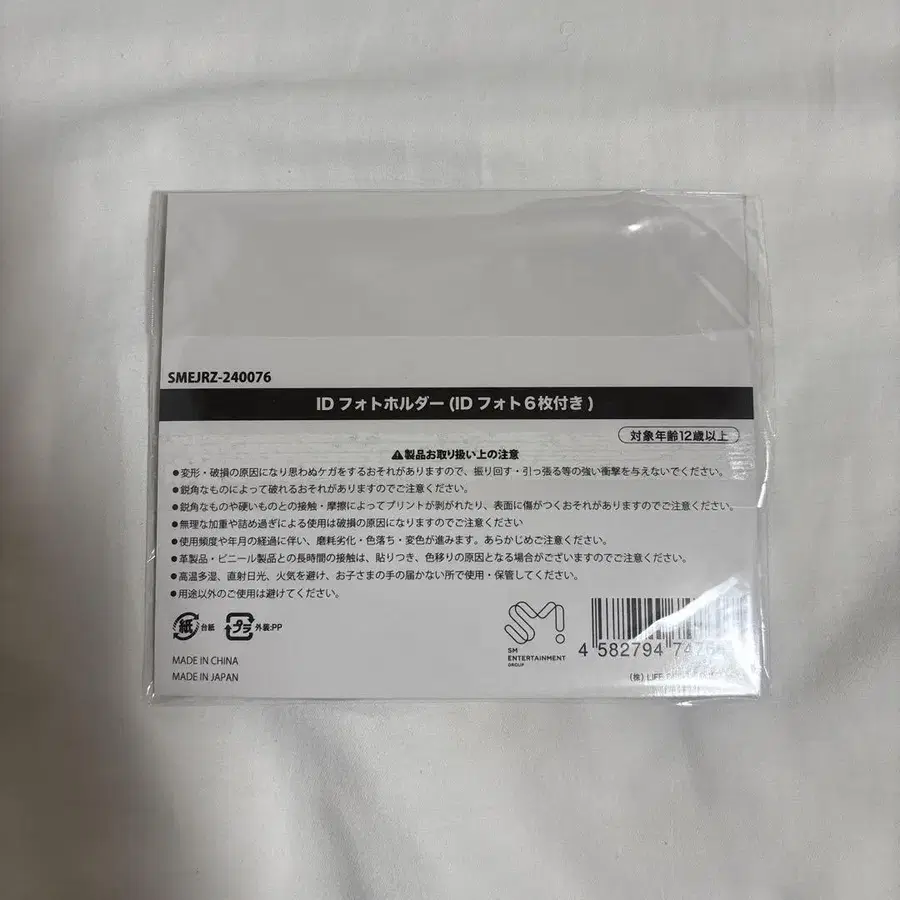 SMEJRZ-240076
ID フォトホルダー (ID フォト6枚付き)
対象年齢12歳以上
⚠製品お取り扱い上の注意
●変形・破損の原因になり思わぬケガをするおそれがありますので、振り回す・引っ張る等の強い衝撃を与えないでください。
●鋭角なものによって破れるおそれがありますのでご注意ください。
●鋭角なものや硬いものとの接触・摩擦によってプリントが剥がれたり、表面に傷がつくおそれがありますのでご注意ください。
●無理な加重や詰め過ぎによる使用は破損の原因になりますのでご注意ください
●使用頻度や年月の経過に伴い、磨耗劣化・色落ち・変色が進みます。あらかじめご注意ください。
●革製品・ビニール製品との長時間の接触は、貼りつき、色移りの原因となる場合がございますのでご注意ください。
●高温多湿、直射日光、火気を避け、お子さまの手の届かない所で使用・保管してください。
●用途以外のご使用は避けてください。
紙 台紙 プラ 外装:PP
SM!
SM
ENTERTAINMENT
GROUP
4 582794
MADE IN CHINA
MADE IN JAPAN
(株) LIFE